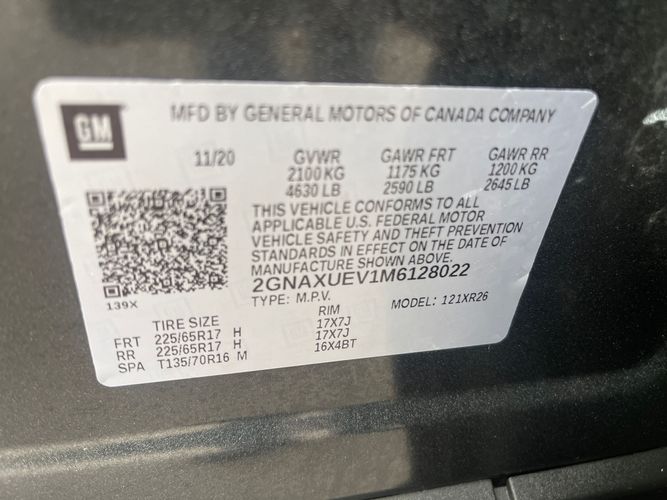 GM
MFD BY GENERAL MOTORS OF CANADA COMPANY
11/20 GVWR GAWR FRT GAWR RR
2100 KG 1175 KG 1200 KG
4630 LB 2590 LB 2645 LB
THIS VEHICLE CONFORMS TO ALL
APPLICABLE U.S. FEDERAL MOTOR
VEHICLE SAFETY AND THEFT PREVENTION
STANDARDS IN EFFECT ON THE DATE OF
MANUFACTURE SHOWN ABOVE.
2GNAXUEV1M6128022
139X
TYPE: M.P.V. MODEL: 121XR26
TIRE SIZE RIM
FRT 225/65R17 H 17X7J
RR 225/65R17 H 17X7J
SPA T135/70R16 M 16X4BT